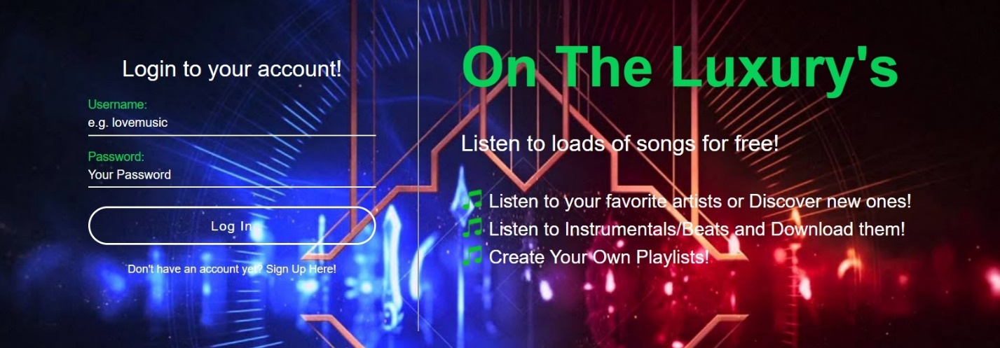 Login to your account!
Username:
e.g. lovemusic
Password:
Your Password
Log In
Don't have an account yet? Sign Up Here!
On The Luxury's
Listen to loads of songs for free!
Listen to your favorite artists or Discover new ones!
Listen to Instrumentals/Beats and Download them!
Create Your Own Playlists!